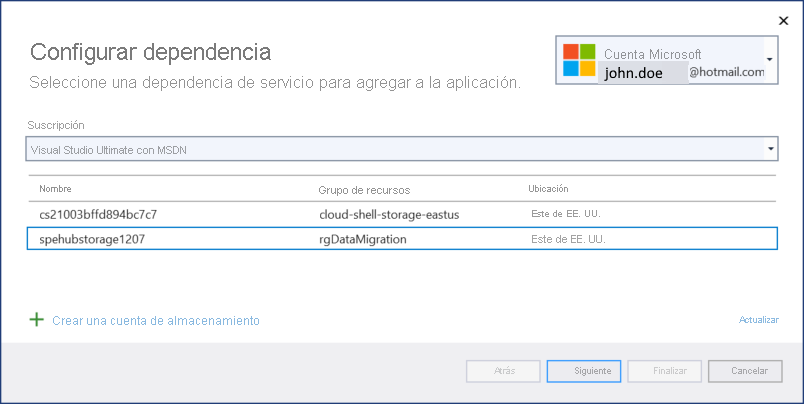 Configurar dependencia
Seleccione una dependencia de servicio para agregar a la aplicación.
Cuenta Microsoft
john.doe @hotmail.com
Suscripción
Visual Studio Ultimate con MSDN
Nombre Grupo de recursos Ubicación
cs21003bffd894bc7c7 cloud-shell-storage-eastus Este de EE. UU.
spehubstorage1207 rgDataMigration Este de EE. UU.
Crear una cuenta de almacenamiento Actualizar
Atrás Siguiente Finalizar Cancelar